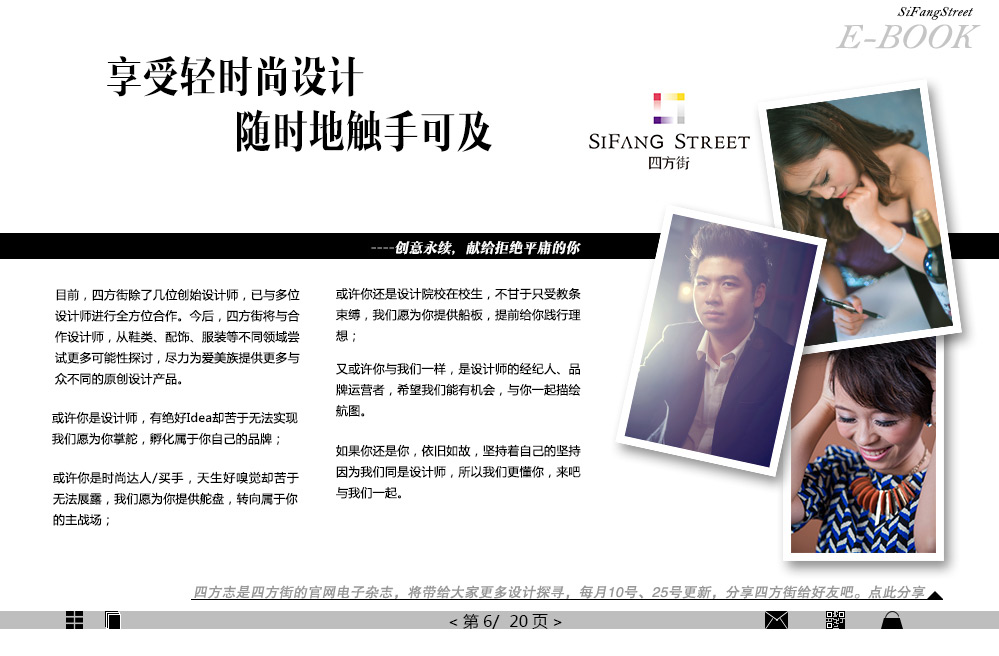 SiFangStreet
E-BOOK
享受轻时尚设计
随时地触手可及
SIFANG STREET
四方街
----创意永续，献给拒绝平庸的你
目前，四方街除了几位创始设计师，已与多位
设计师进行全方位合作。今后，四方街将与合
作设计师，从鞋类、配饰、服装等不同领域尝
试更多可能性探讨，尽力为爱美族提供更多与
众不同的原创设计产品。
或许你是设计师，有绝好Idea却苦于无法实现
我们愿为你掌舵，孵化属于你自己的品牌；
或许你是时尚达人/买手，天生好嗅觉却苦于
无法展露，我们愿为你提供舵盘，转向属于你
的主战场；
或许你还是设计院校在校生，不甘于只受教条
束缚，我们愿为你提供船板，提前给你践行理
想；
又或许你与我们一样，是设计师的经纪人、品
牌运营者，希望我们能有机会，与你一起描绘
航图。
如果你还是你，依旧如故，坚持着自己的坚持
因为我们同是设计师，所以我们更懂你，来吧
与我们一起。
四方志是四方街的官网电子杂志，将带给大家更多设计探寻，每月10号、25号更新，分享四方街给好友吧。点此分享
< 第 6/ 20 页 >